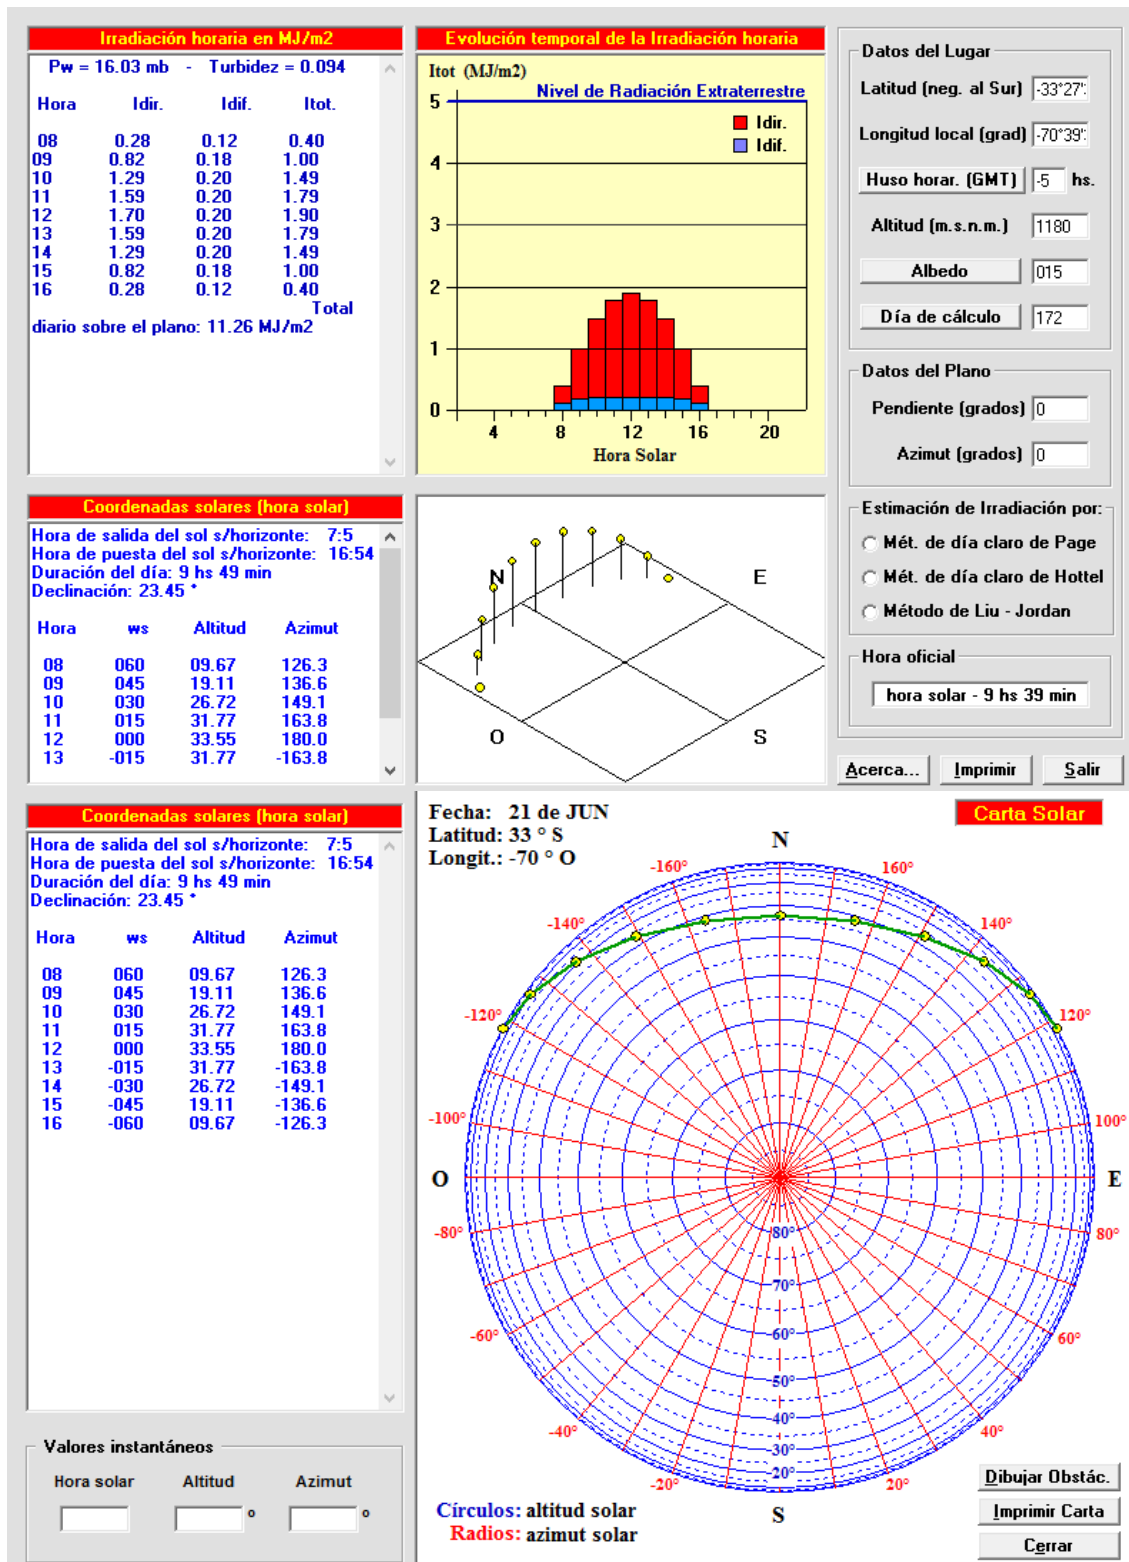 Irradiación horaria en MJ/m2
Pw = 16.03 mb - Turbidez = 0.094
Hora Idir. Idif. Itot.
08 0.28 0.12 0.40
09 0.82 0.18 1.00
10 1.29 0.20 1.49
11 1.59 0.20 1.79
12 1.70 0.20 1.90
13 1.59 0.20 1.79
14 1.29 0.20 1.49
15 0.82 0.18 1.00
16 0.28 0.12 0.40
Total
diario sobre el plano: 11.26 MJ/m2
Evolución temporal de la Irradiación horaria
Itot (MJ/m2)
Nivel de Radiación Extraterrestre
5
Idir.
Idif.
4
3
2
1
0
4 8 12 16 20
Hora Solar
Datos del Lugar
Latitud (neg. al Sur) -33°27':
Longitud local (grad) -70°39':
Huso horar. (GMT) -5 hs.
Altitud (m.s.n.m.) 1180
Albedo 015
Día de cálculo 172
Datos del Plano
Pendiente (grados) 0
Azimut (grados) 0
Estimación de Irradiación por:
Mét. de día claro de Page
Mét. de día claro de Hottel
Método de Liu - Jordan
Hora oficial
hora solar - 9 hs 39 min
Acerca... Imprimir Salir
Coordenadas solares (hora solar)
Hora de salida del sol s/horizonte: 7:5
Hora de puesta del sol s/horizonte: 16:54
Duración del día: 9 hs 49 min
Declinación: 23.45 °
Hora ws Altitud Azimut
08 060 09.67 126.3
09 045 19.11 136.6
10 030 26.72 149.1
11 015 31.77 163.8
12 000 33.55 180.0
13 -015 31.77 -163.8
N E
O S
Coordenadas solares (hora solar)
Hora de salida del sol s/horizonte: 7:5
Hora de puesta del sol s/horizonte: 16:54
Duración del día: 9 hs 49 min
Declinación: 23.45 °
Hora ws Altitud Azimut
08 060 09.67 126.3
09 045 19.11 136.6
10 030 26.72 149.1
11 015 31.77 163.8
12 000 33.55 180.0
13 -015 31.77 -163.8
14 -030 26.72 -149.1
15 -045 19.11 -136.6
16 -060 09.67 -126.3
Valores instantáneos
Hora solar Altitud Azimut
° °
Fecha: 21 de JUN
Latitud: 33 ° S
Longit.: -70 ° O
Carta Solar
N
-160° 160°
-140° 140°
-120° 120°
-100° 100°
O E
-80° 80°
80°
70°
-60° 60°
60°
50°
40°
-40° 40°
30°
20°
-20° 20°
S
Círculos: altitud solar
Radios: azimut solar
Dibujar Obstác.
Imprimir Carta
Cerrar